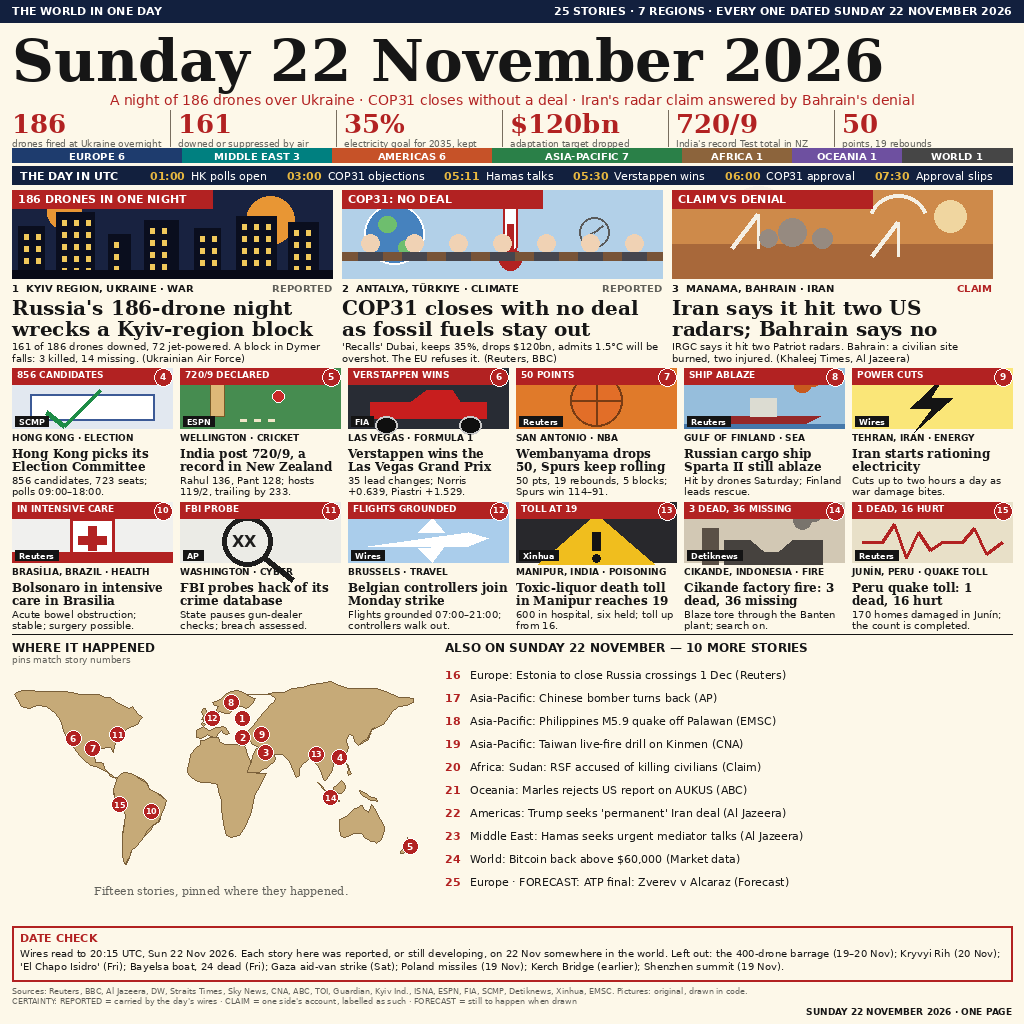 THE WORLD IN ONE DAY
25 STORIES · 7 REGIONS · EVERY ONE DATED SUNDAY 22 NOVEMBER 2026
Sunday 22 November 2026
A night of 186 drones over Ukraine · COP31 closes without a deal · Iran's radar claim answered by Bahrain's denial
186
drones fired at Ukraine overnight
161
downed or suppressed by air
35%
electricity goal for 2035, kept
$120bn
adaptation target dropped
720/9
India's record Test total in NZ
50
points, 19 rebounds
EUROPE 6
MIDDLE EAST 3
AMERICAS 6
ASIA-PACIFIC 7
AFRICA 1
OCEANIA 1
WORLD 1
THE DAY IN UTC
01:00 HK polls open
03:00 COP31 objections
05:11 Hamas talks
05:30 Verstappen wins
06:00 COP31 approval
07:30 Approval slips
186 DRONES IN ONE NIGHT
1 KYIV REGION, UKRAINE · WAR
REPORTED
Russia's 186-drone night
wrecks a Kyiv-region block
161 of 186 drones downed, 72 jet-powered. A block in Dymer
falls: 3 killed, 14 missing. (Ukrainian Air Force)
COP31: NO DEAL
2 ANTALYA, TÜRKIYE · CLIMATE
REPORTED
COP31 closes with no deal
as fossil fuels stay out
'Recalls' Dubai, keeps 35%, drops $120bn, admits 1.5°C will be
overshot. The EU refuses it. (Reuters, BBC)
CLAIM VS DENIAL
3 MANAMA, BAHRAIN · IRAN
CLAIM
Iran says it hit two US
radars; Bahrain says no
IRGC says it hit two Patriot radars. Bahrain: a civilian site
burned, two injured. (Khaleej Times, Al Jazeera)
856 CANDIDATES
4
SCMP
HONG KONG · ELECTION
Hong Kong picks its
Election Committee
856 candidates, 723 seats;
polls 09:00–18:00.
720/9 DECLARED
5
ESPN
WELLINGTON · CRICKET
India post 720/9, a
record in New Zealand
Rahul 136, Pant 128; hosts
119/2, trailing by 233.
VERSTAPPEN WINS
6
FIA
LAS VEGAS · FORMULA 1
Verstappen wins the
Las Vegas Grand Prix
35 lead changes; Norris
+0.639, Piastri +1.529.
50 POINTS
7
Reuters
SAN ANTONIO · NBA
Wembanyama drops
50, Spurs keep rolling
50 pts, 19 rebounds, 5 blocks;
Spurs win 114–91.
SHIP ABLAZE
8
Reuters
GULF OF FINLAND · SEA
Russian cargo ship
Sparta II still ablaze
Hit by drones Saturday; Finland
leads rescue.
POWER CUTS
9
Wires
TEHRAN, IRAN · ENERGY
Iran starts rationing
electricity
Cuts up to two hours a day as
war damage bites.
IN INTENSIVE CARE
10
Reuters
BRASÍLIA, BRAZIL · HEALTH
Bolsonaro in intensive
care in Brasília
Acute bowel obstruction;
stable; surgery possible.
FBI PROBE
11
XX
AP
WASHINGTON · CYBER
FBI probes hack of its
crime database
State pauses gun-dealer
checks; breach assessed.
FLIGHTS GROUNDED
12
Wires
BRUSSELS · TRAVEL
Belgian controllers join
Monday strike
Flights grounded 07:00–21:00;
controllers walk out.
TOLL AT 19
13
Xinhua
MANIPUR, INDIA · POISONING
Toxic-liquor death toll
in Manipur reaches 19
600 in hospital, six held; toll up
from 16.
3 DEAD, 36 MISSING
14
Detiknews
CIKANDE, INDONESIA · FIRE
Cikande factory fire: 3
dead, 36 missing
Blaze tore through the Banten
plant; search on.
1 DEAD, 16 HURT
15
Reuters
JUNÍN, PERU · QUAKE TOLL
Peru quake toll: 1
dead, 16 hurt
170 homes damaged in Junín;
the count is completed.
WHERE IT HAPPENED
pins match story numbers
8
12
1
6
11
2
9
7
3
13
4
14
15
10
5
Fifteen stories, pinned where they happened.
ALSO ON SUNDAY 22 NOVEMBER — 10 MORE STORIES
16 Europe: Estonia to close Russia crossings 1 Dec (Reuters)
17 Asia-Pacific: Chinese bomber turns back (AP)
18 Asia-Pacific: Philippines M5.9 quake off Palawan (EMSC)
19 Asia-Pacific: Taiwan live-fire drill on Kinmen (CNA)
20 Africa: Sudan: RSF accused of killing civilians (Claim)
21 Oceania: Marles rejects US report on AUKUS (ABC)
22 Americas: Trump seeks 'permanent' Iran deal (Al Jazeera)
23 Middle East: Hamas seeks urgent mediator talks (Al Jazeera)
24 World: Bitcoin back above $60,000 (Market data)
25 Europe · FORECAST: ATP final: Zverev v Alcaraz (Forecast)
DATE CHECK
Wires read to 20:15 UTC, Sun 22 Nov 2026. Each story here was reported, or still developing, on 22 Nov somewhere in the world. Left out: the 400-drone barrage (19–20 Nov); Kryvyi Rih (20 Nov);
'El Chapo Isidro' (Fri); Bayelsa boat, 24 dead (Fri); Gaza aid-van strike (Sat); Poland missiles (19 Nov); Kerch Bridge (earlier); Shenzhen summit (19 Nov).
Sources: Reuters, BBC, Al Jazeera, DW, Straits Times, Sky News, CNA, ABC, TOI, Guardian, Kyiv Ind., ISNA, ESPN, FIA, SCMP, Detiknews, Xinhua, EMSC. Pictures: original, drawn in code.
CERTAINTY: REPORTED = carried by the day's wires · CLAIM = one side's account, labelled as such · FORECAST = still to happen when drawn
SUNDAY 22 NOVEMBER 2026 · ONE PAGE